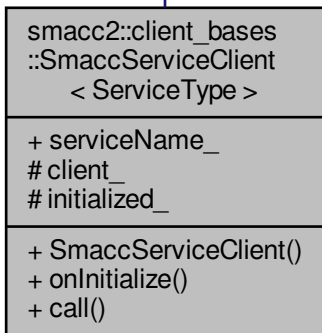 smacc2::client_bases
::SmaccServiceClient
< ServiceType >
+ serviceName_
# client_
# initialized_
+ SmaccServiceClient()
+ onInitialize()
+ call()